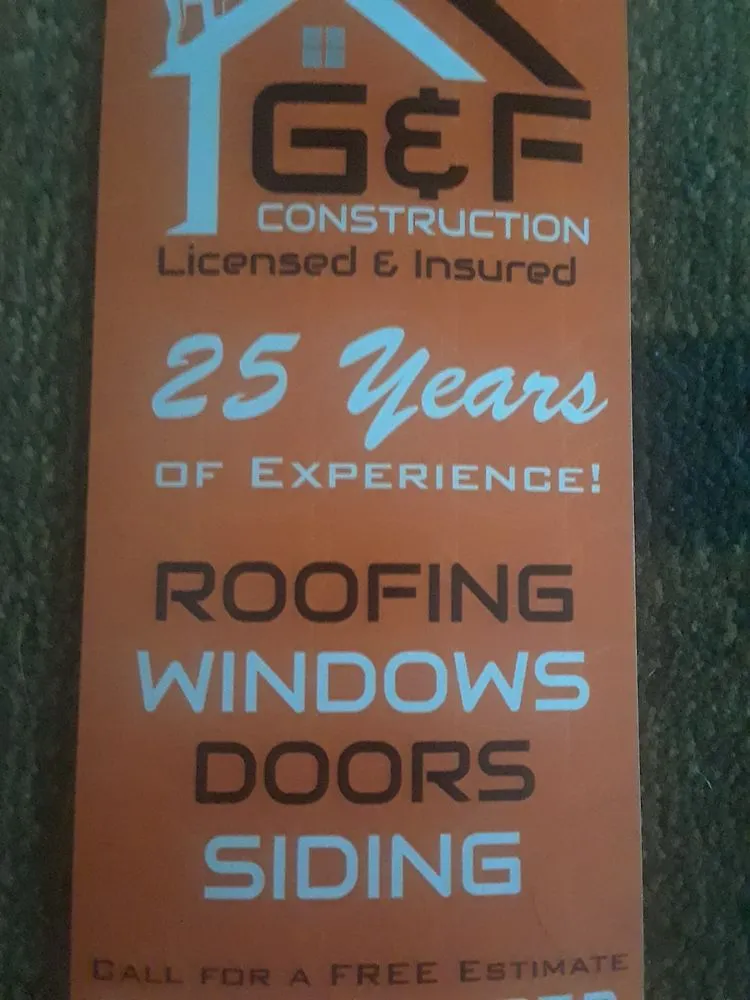 G&F
CONSTRUCTION
Licensed & Insured
25 Years
OF EXPERIENCE!
ROOFING
WINDOWS
DOORS
SIDING
CALL FOR A FREE ESTIMATE